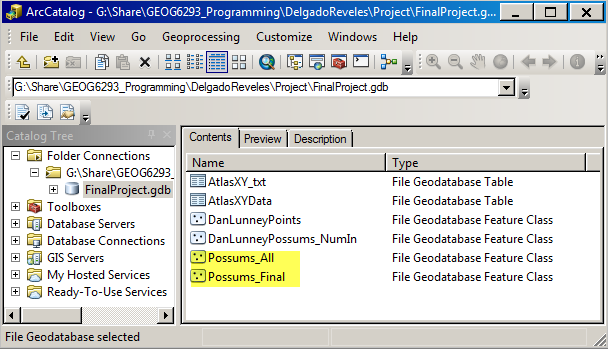 ArcCatalog - G:\Share\GEOG6293_Programming\DelgadoReveles\Project\FinalProject.gdb
File Edit View Go Geoprocessing Customize Windows Help
G:\Share\GEOG6293_Programming\DelgadoReveles\Project\FinalProject.gdb
Catalog Tree
Folder Connections
G:\Share\GEOG6293_
FinalProject.gdb
Toolboxes
Database Servers
Database Connections
GIS Servers
My Hosted Services
Ready-To-Use Services
Contents Preview Description
Name Type
AtlasXY_txt File Geodatabase Table
AtlasXYData File Geodatabase Table
DanLunneyPoints File Geodatabase Feature Class
DanLunneyPossums_NumIn File Geodatabase Feature Class
Possums_All File Geodatabase Feature Class
Possums_Final File Geodatabase Feature Class
File Geodatabase selected